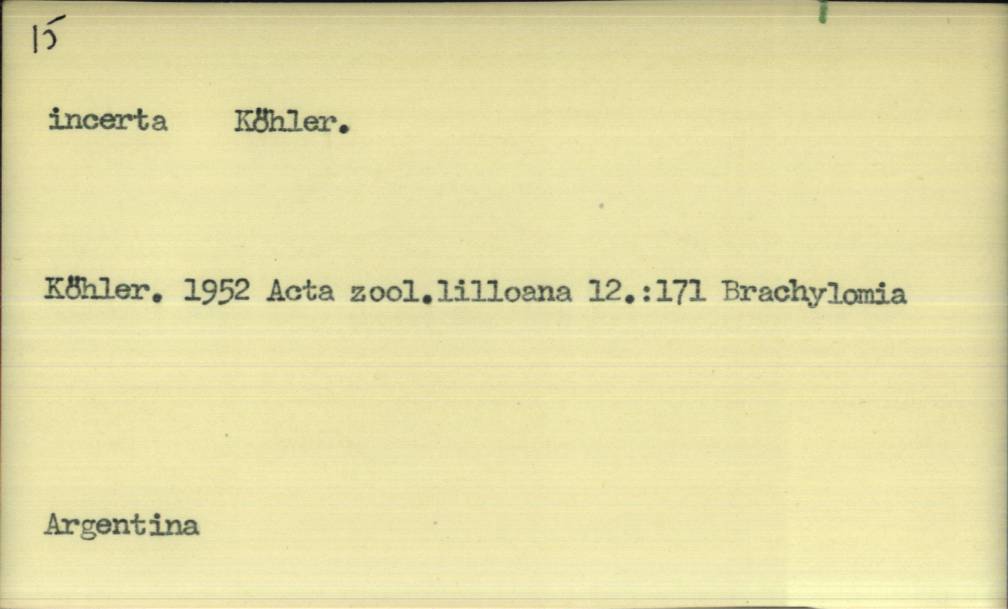 15
incerta Köhler.
Köhler. 1952 Acta zool.lilloana 12.:171 Brachylomia
Argentina